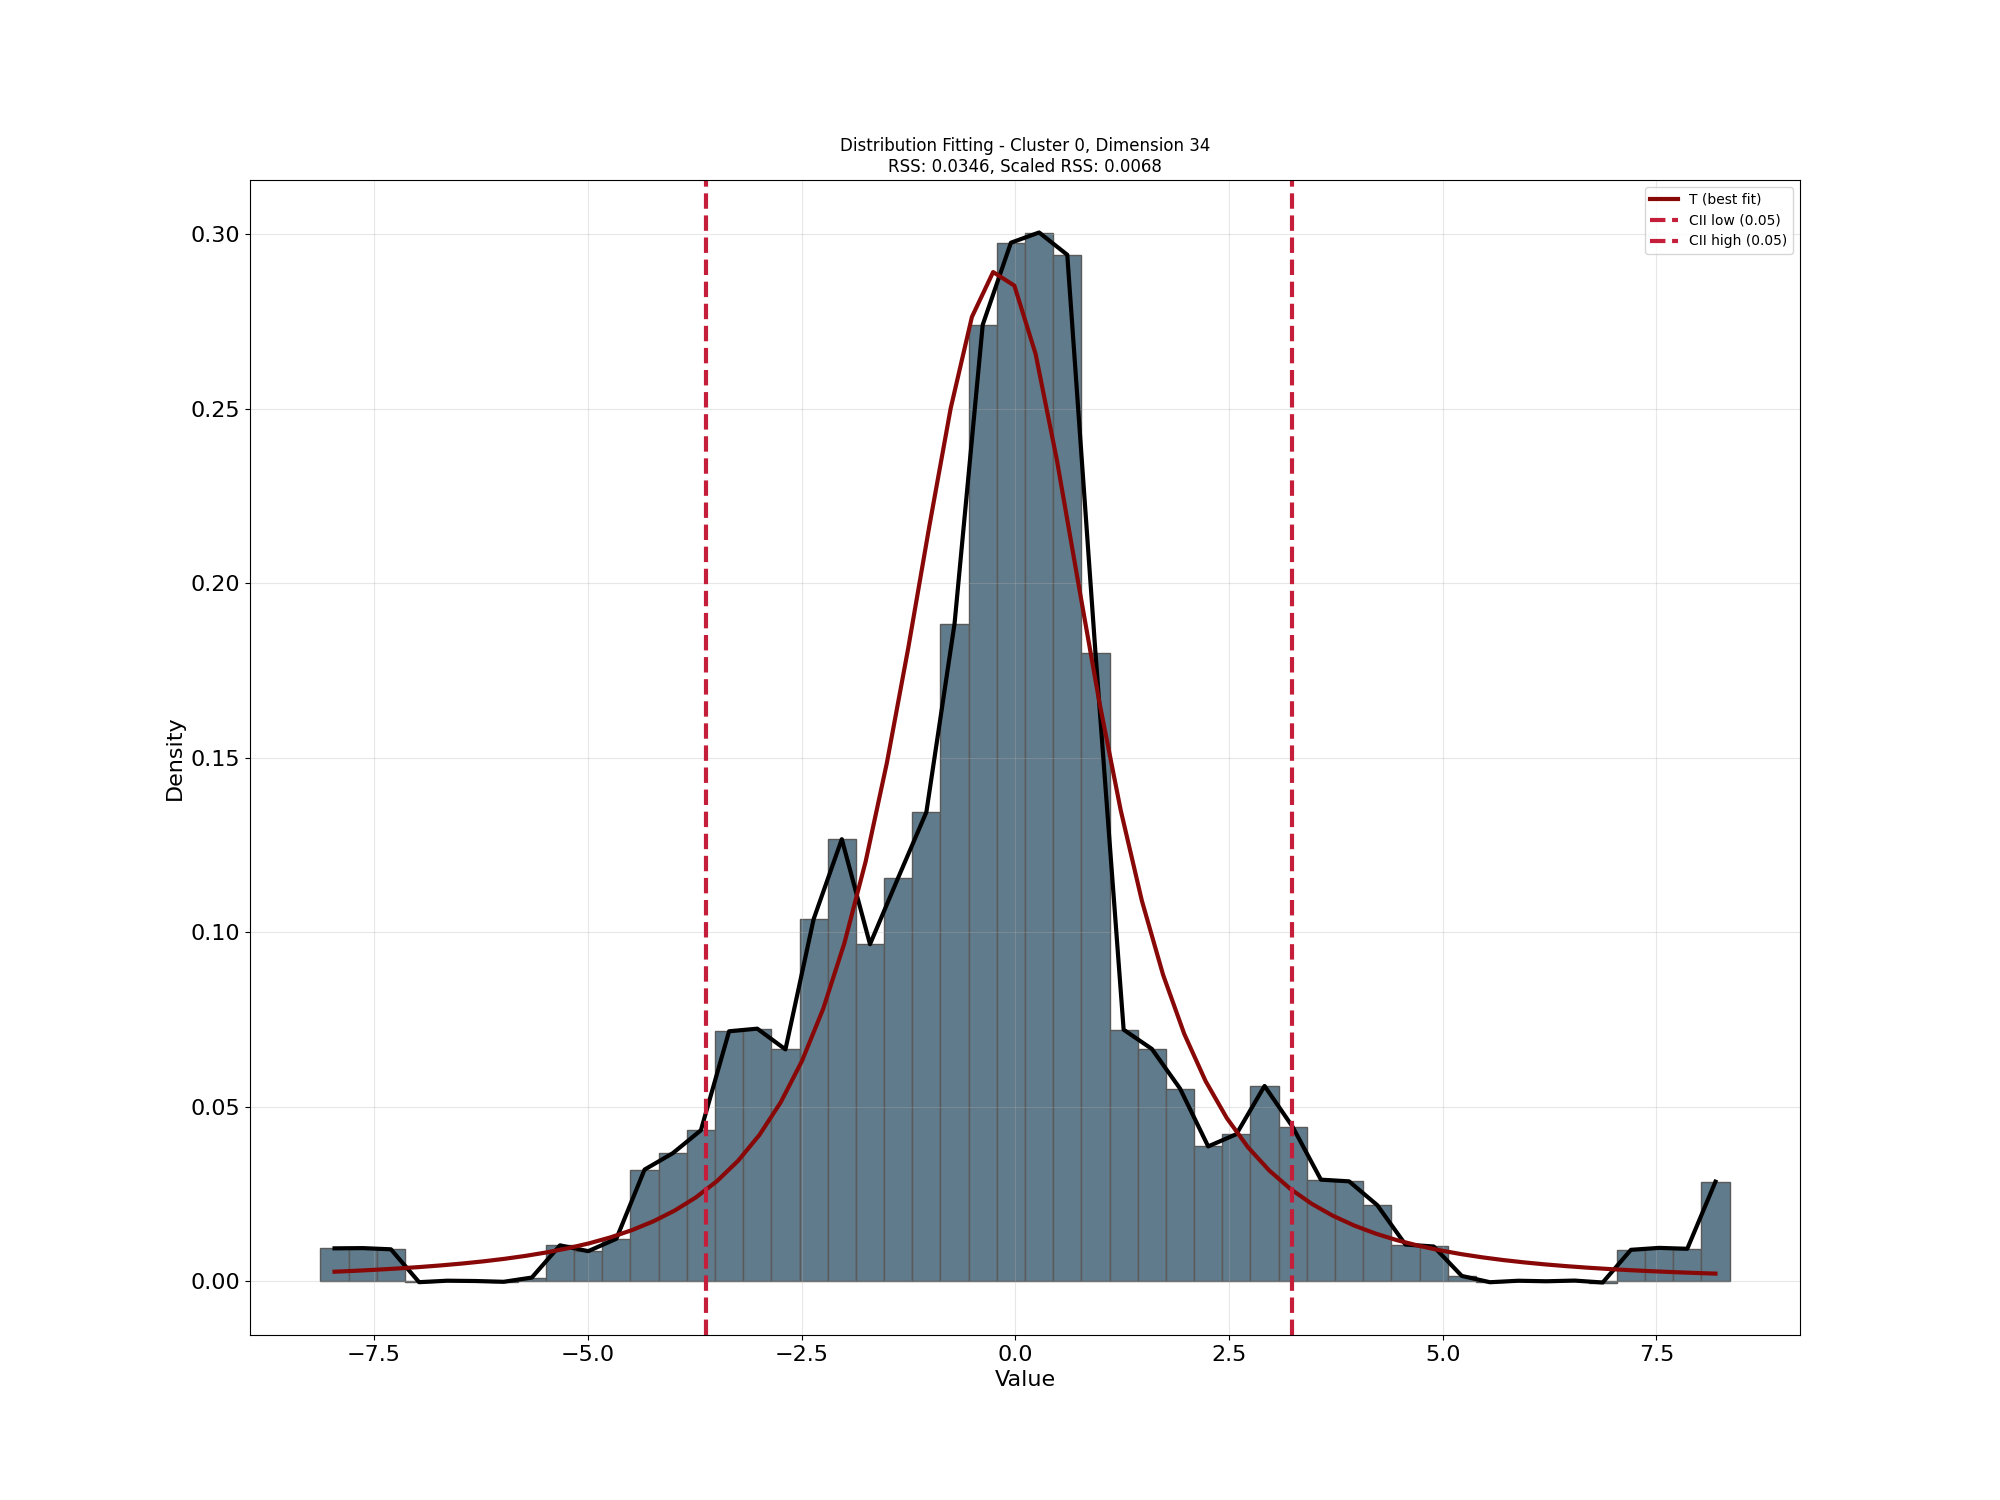 Distribution Fitting - Cluster 0, Dimension 34
RSS: 0.0346, Scaled RSS: 0.0068
T (best fit)
CII low (0.05)
CII high (0.05)
0.30
0.25
0.20
0.15
0.10
0.05
0.00
Density
−7.5 −5.0 −2.5 0.0 2.5 5.0 7.5
Value